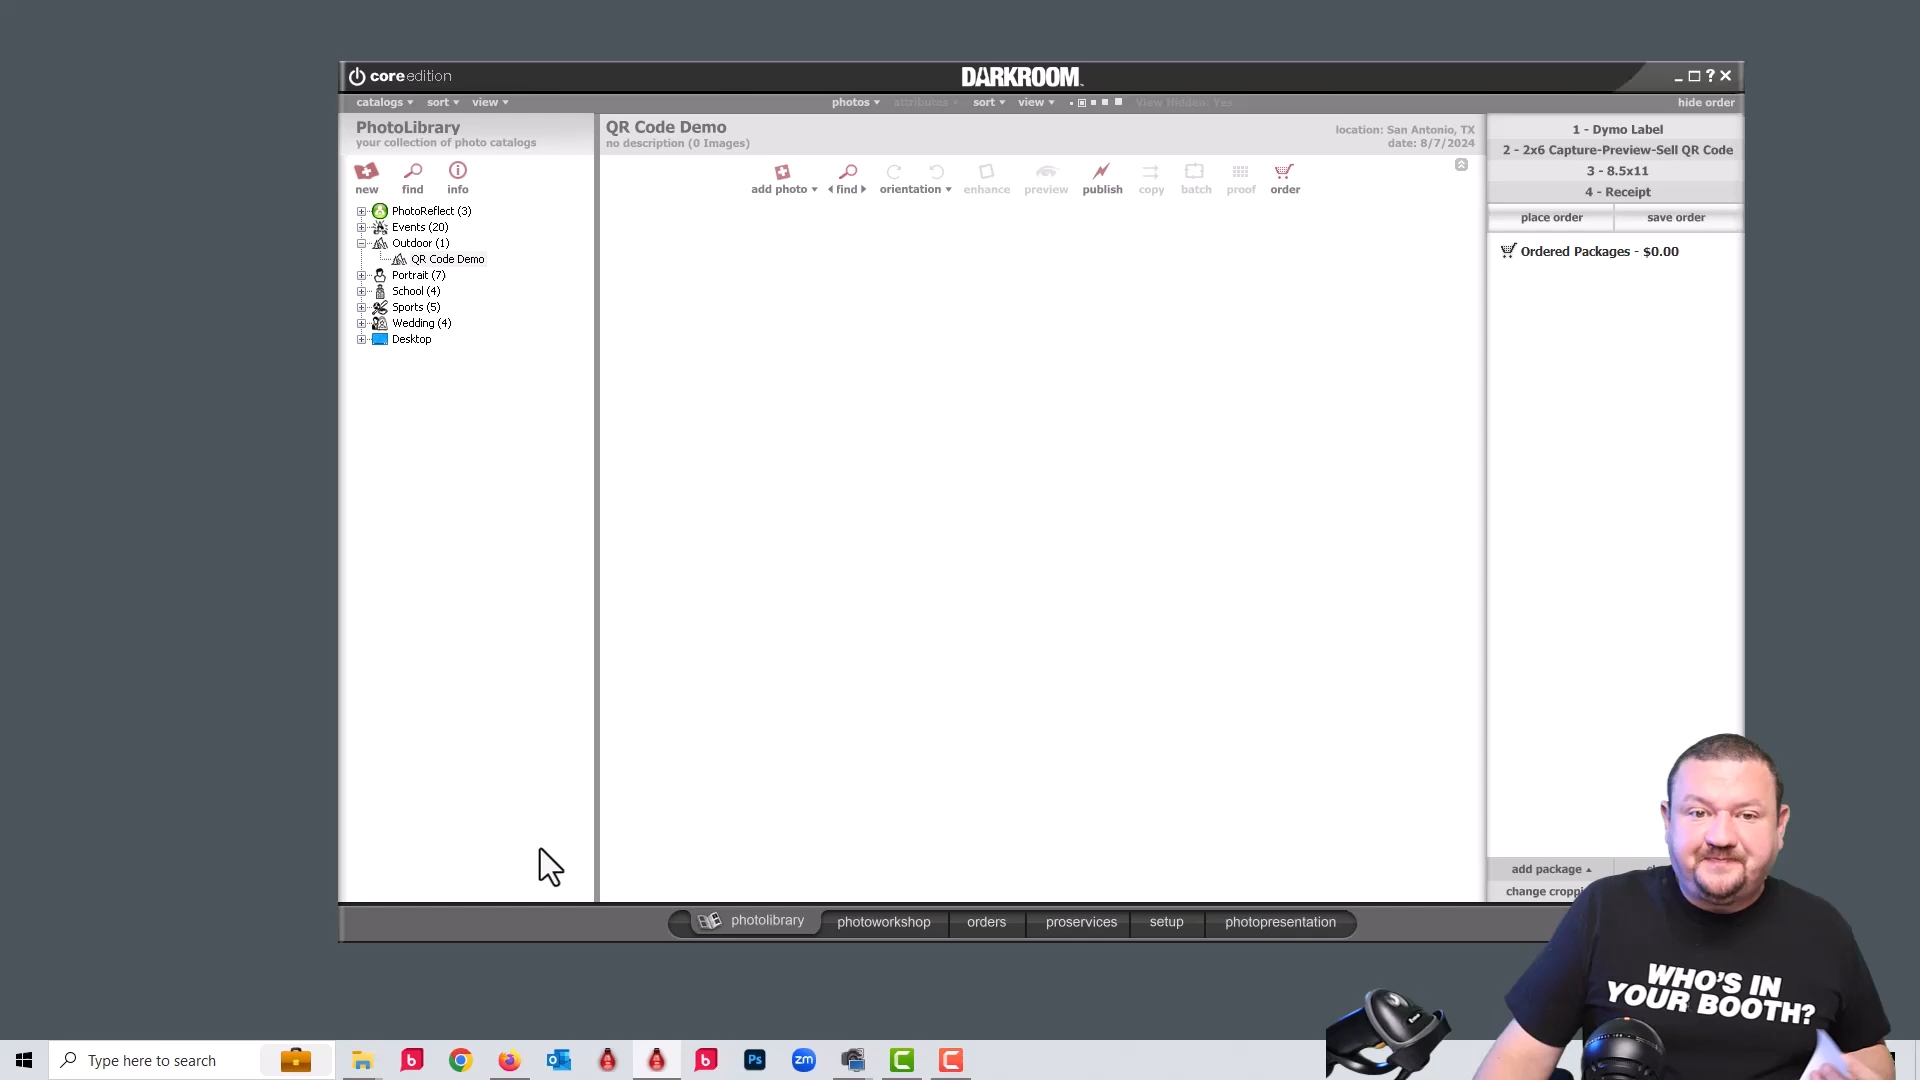 coreedition
DARKROOM
catalogs sort view
photos attributes sort view View Hidden: Yes
hide order
PhotoLibrary
your collection of photo catalogs
new find info
PhotoReflect (3)
Events (20)
Outdoor (1)
QR Code Demo
Portrait (7)
School (4)
Sports (5)
Wedding (4)
Desktop
QR Code Demo
no description (0 Images)
location: San Antonio, TX
date: 8/7/2024
add photo find orientation enhance preview publish copy batch proof order
1 - Dymo Label
2 - 2x6 Capture-Preview-Sell QR Code
3 - 8.5x11
4 - Receipt
place order save order
Ordered Packages - $0.00
add package
change
photolibrary photoworkshop orders proservices setup photopresentation
WHO'S IN
YOUR BOOTH?
Type here to search
b
Ps
zm
b